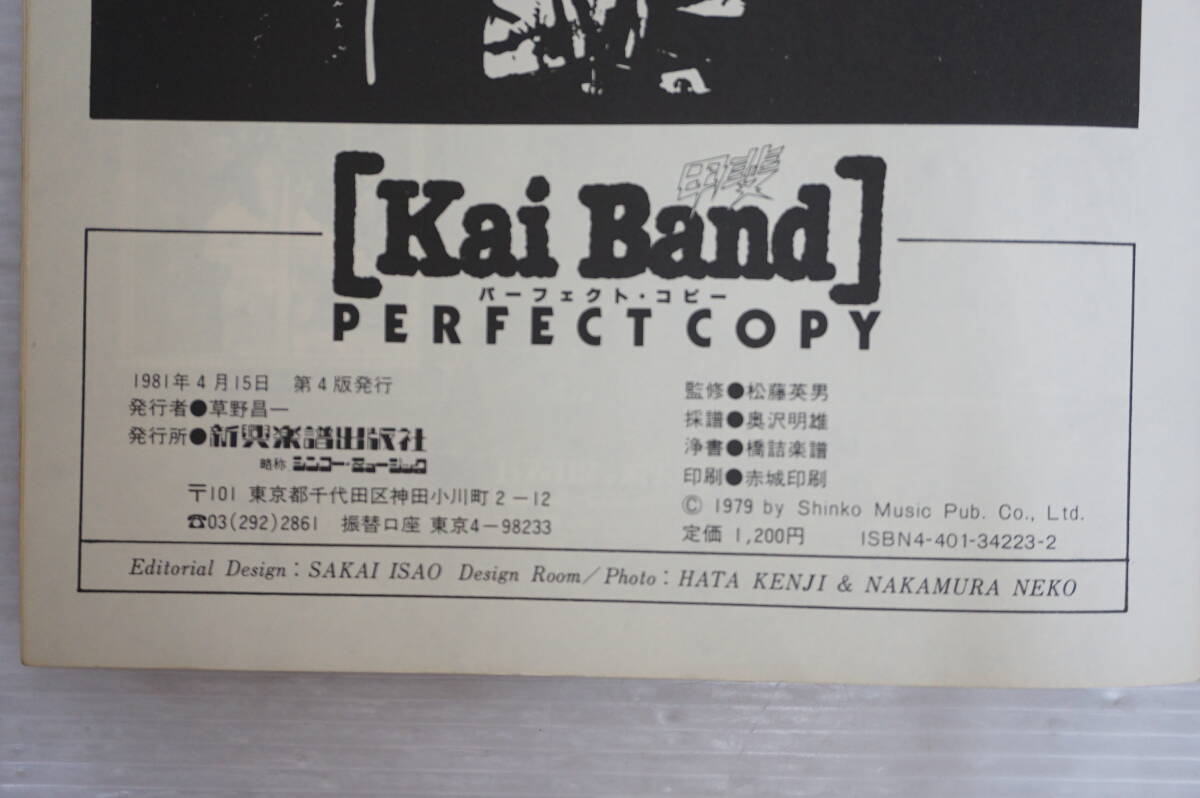 甲斐
[Kai Band]
パーフェクト・コピー
PERFECT COPY
1981年4月15日 第4版発行
発行者●草野昌一
発行所●新興楽譜出版社
略称 シンコー・ミュージック
〒101 東京都千代田区神田小川町2-12
☎03(292)2861 振替口座 東京4-98233
監修●松藤英男
採譜●奥沢明雄
浄書●橋詰楽譜
印刷●赤城印刷
© 1979 by Shinko Music Pub. Co., Ltd.
定価 1,200円 ISBN4-401-34223-2
Editorial Design : SAKAI ISAO Design Room / Photo : HATA KENJI & NAKAMURA NEKO